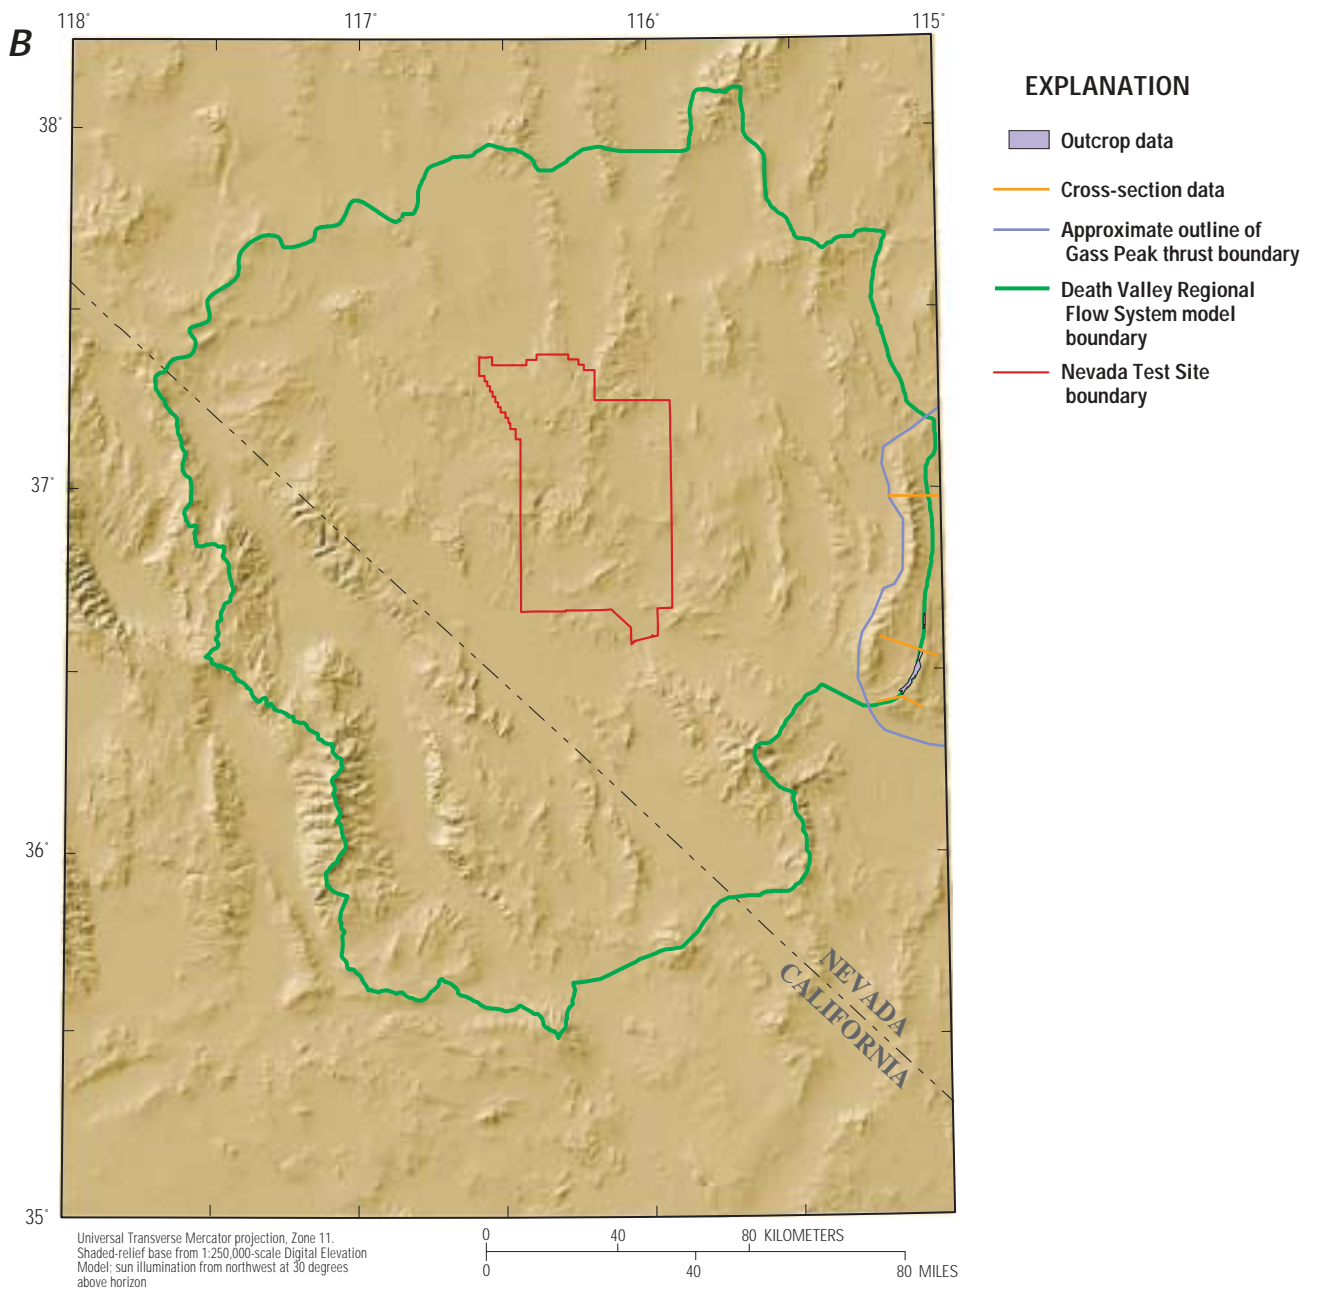 B
118°
117°
116°
115°
38°
37°
36°
35°
EXPLANATION
Outcrop data
Cross-section data
Approximate outline of
Gass Peak thrust boundary
Death Valley Regional
Flow System model
boundary
Nevada Test Site
boundary
NEVADA
CALIFORNIA
Universal Transverse Mercator projection, Zone 11.
Shaded-relief base from 1:250,000-scale Digital Elevation
Model; sun illumination from northwest at 30 degrees
above horizon
0 40 80 KILOMETERS
0 40 80 MILES